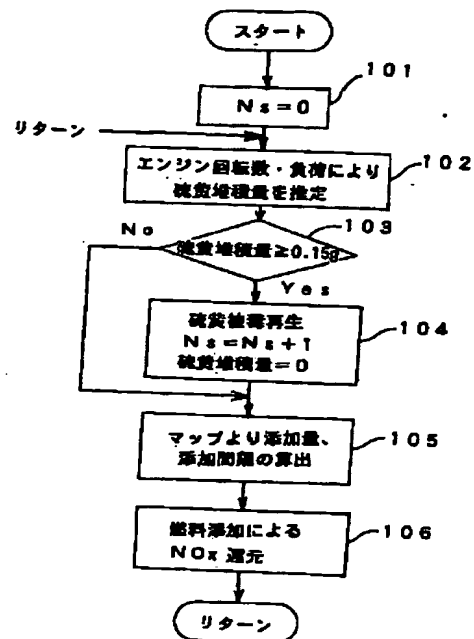 スタート
101
Ns=0
リターン
エンジン回転数・負荷により
硫黄堆積量を推定
102
103
No
硫黄堆積量≥0.15g
Yes
硫黄被毒再生
Ns=Ns+1
硫黄堆積量=0
104
マップより添加量、
添加間隔の算出
105
燃料添加による
NOx 還元
106
リターン